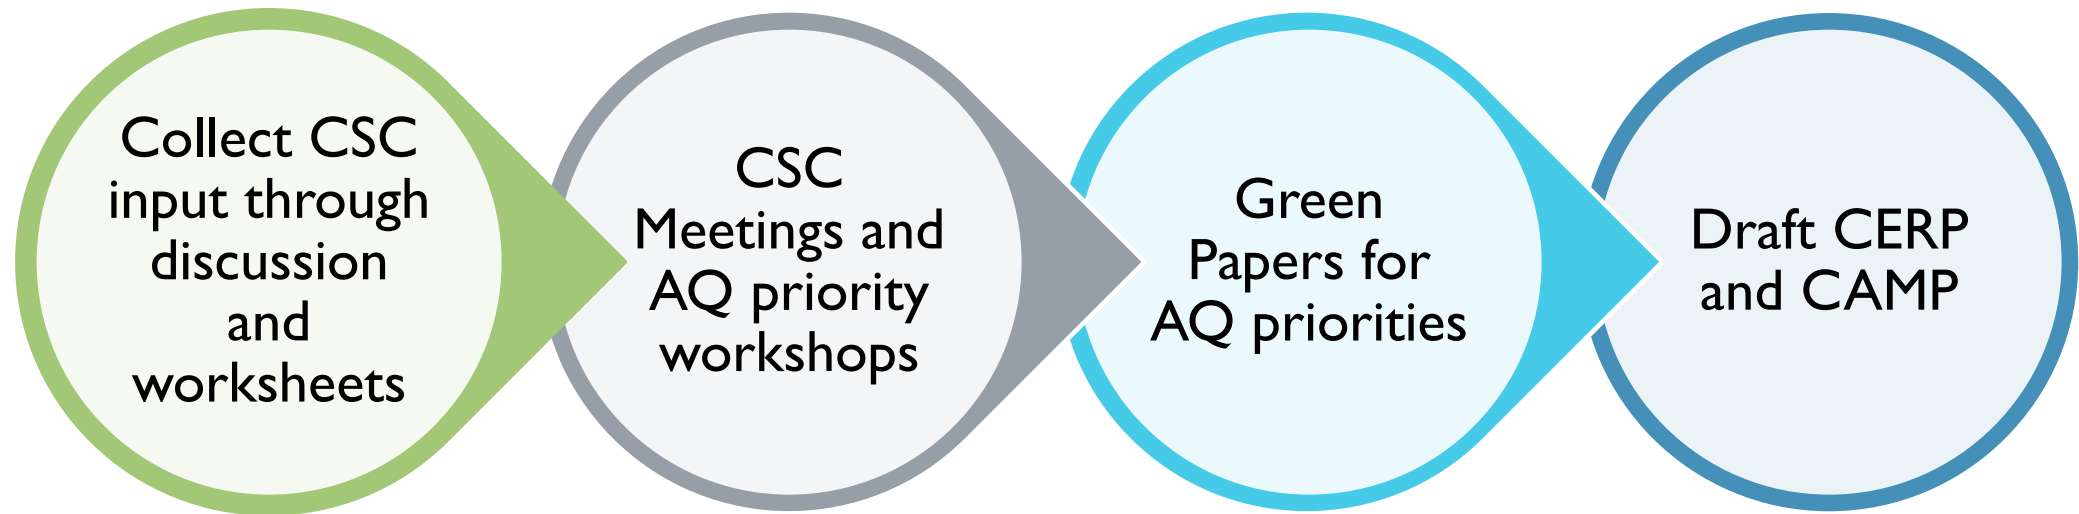 Collect CSC
input through
discussion
and
worksheets
CSC
Meetings and
AQ priority
workshops
Green
Papers for
AQ priorities
Draft CERP
and CAMP